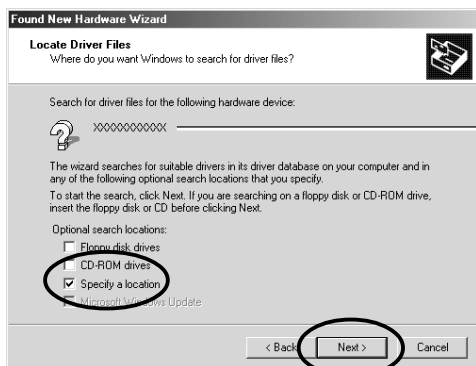 Found New Hardware Wizard
Locate Driver Files
Where do you want Windows to search for driver files?
Search for driver files for the following hardware device:
XXXXXXXXXXX
The wizard searches for suitable drivers in its driver database on your computer and in
any of the following optional search locations that you specify.
To start the search, click Next. If you are searching on a floppy disk or CD-ROM drive,
insert the floppy disk or CD before clicking Next.
Optional search locations:
Floppy disk drives
CD-ROM drives
Specify a location
Microsoft Windows Update
< Back
Next >
Cancel